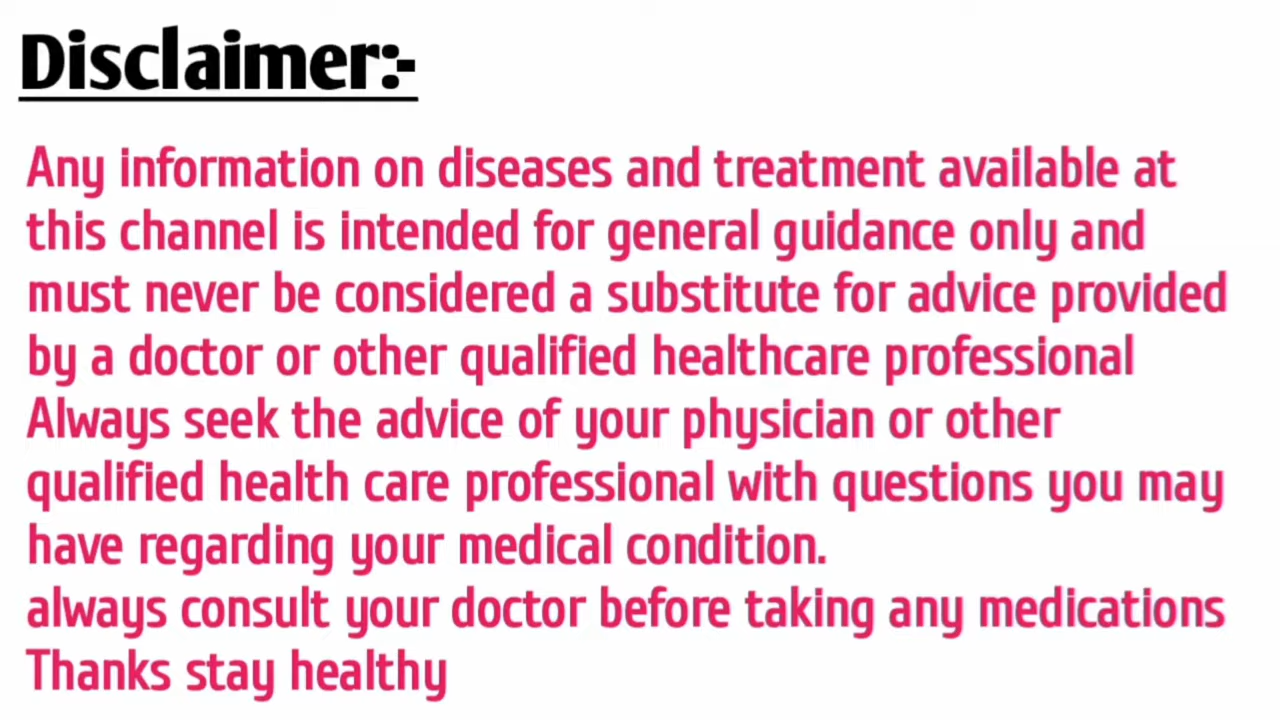 Disclaimer:-
Any information on diseases and treatment available at
this channel is intended for general guidance only and
must never be considered a substitute for advice provided
by a doctor or other qualified healthcare professional
Always seek the advice of your physician or other
qualified health care professional with questions you may
have regarding your medical condition.
always consult your doctor before taking any medications
Thanks stay healthy